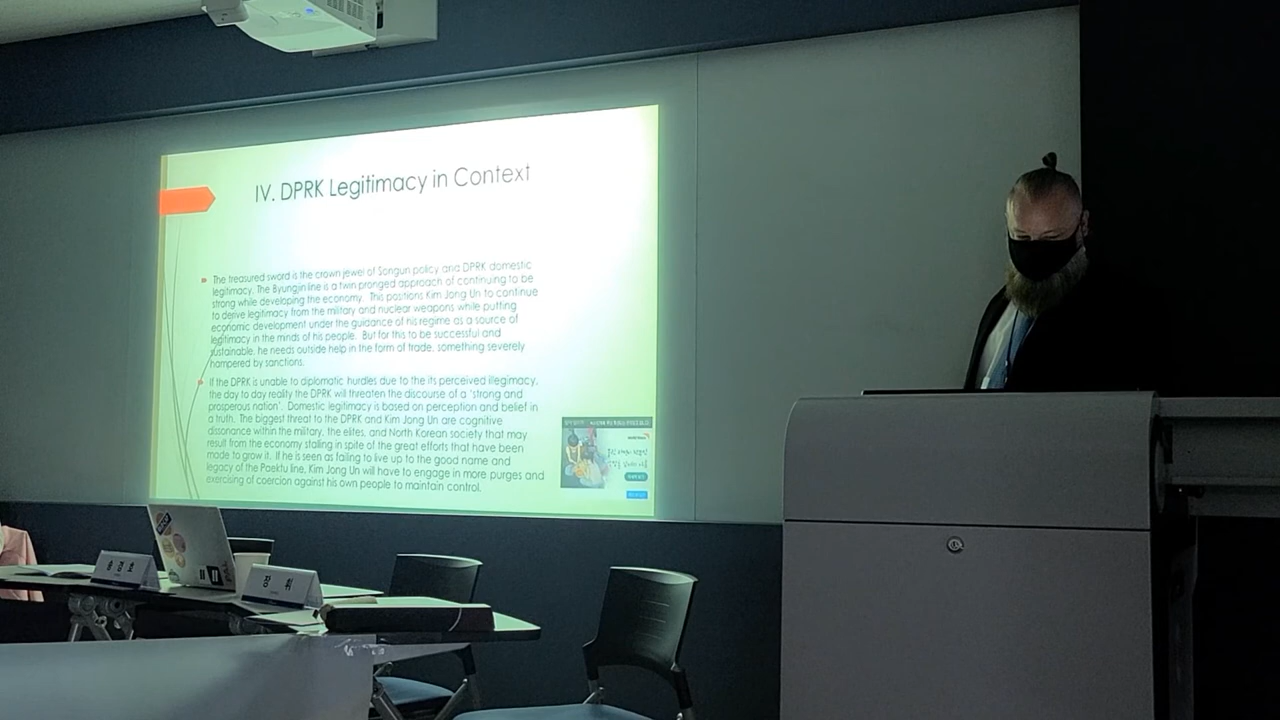 IV. DPRK Legitimacy in Context
The treasured sword is the crown jewel of Songun policy and DPRK domestic
legitimacy. The Byungjin line is a twin pronged approach of continuing to be
strong while developing the economy. This positions Kim Jong Un to continue
to derive legitimacy from the military and nuclear weapons while putting
economic development under the guidance of his regime as a source of
legitimacy in the minds of his people. But for this to be successful and
sustainable, he needs outside help in the form of trade, something severely
hampered by sanctions.
If the DPRK is unable to diplomatic hurdles due to the its perceived illegimacy,
the day to day reality the DPRK will threaten the discourse of a 'strong and
prosperous nation'. Domestic legitimacy is based on perception and belief in
a truth. The biggest threat to the DPRK and Kim Jong Un are cognitive
dissonance within the military, the elites, and North Korean society that may
result from the economy stalling in spite of the great efforts that have been
made to grow it. If he is seen as failing to live up to the good name and
legacy of the Paektu line, Kim Jong Un will have to engage in more purges and
exercising of coercion against his own people to maintain control.